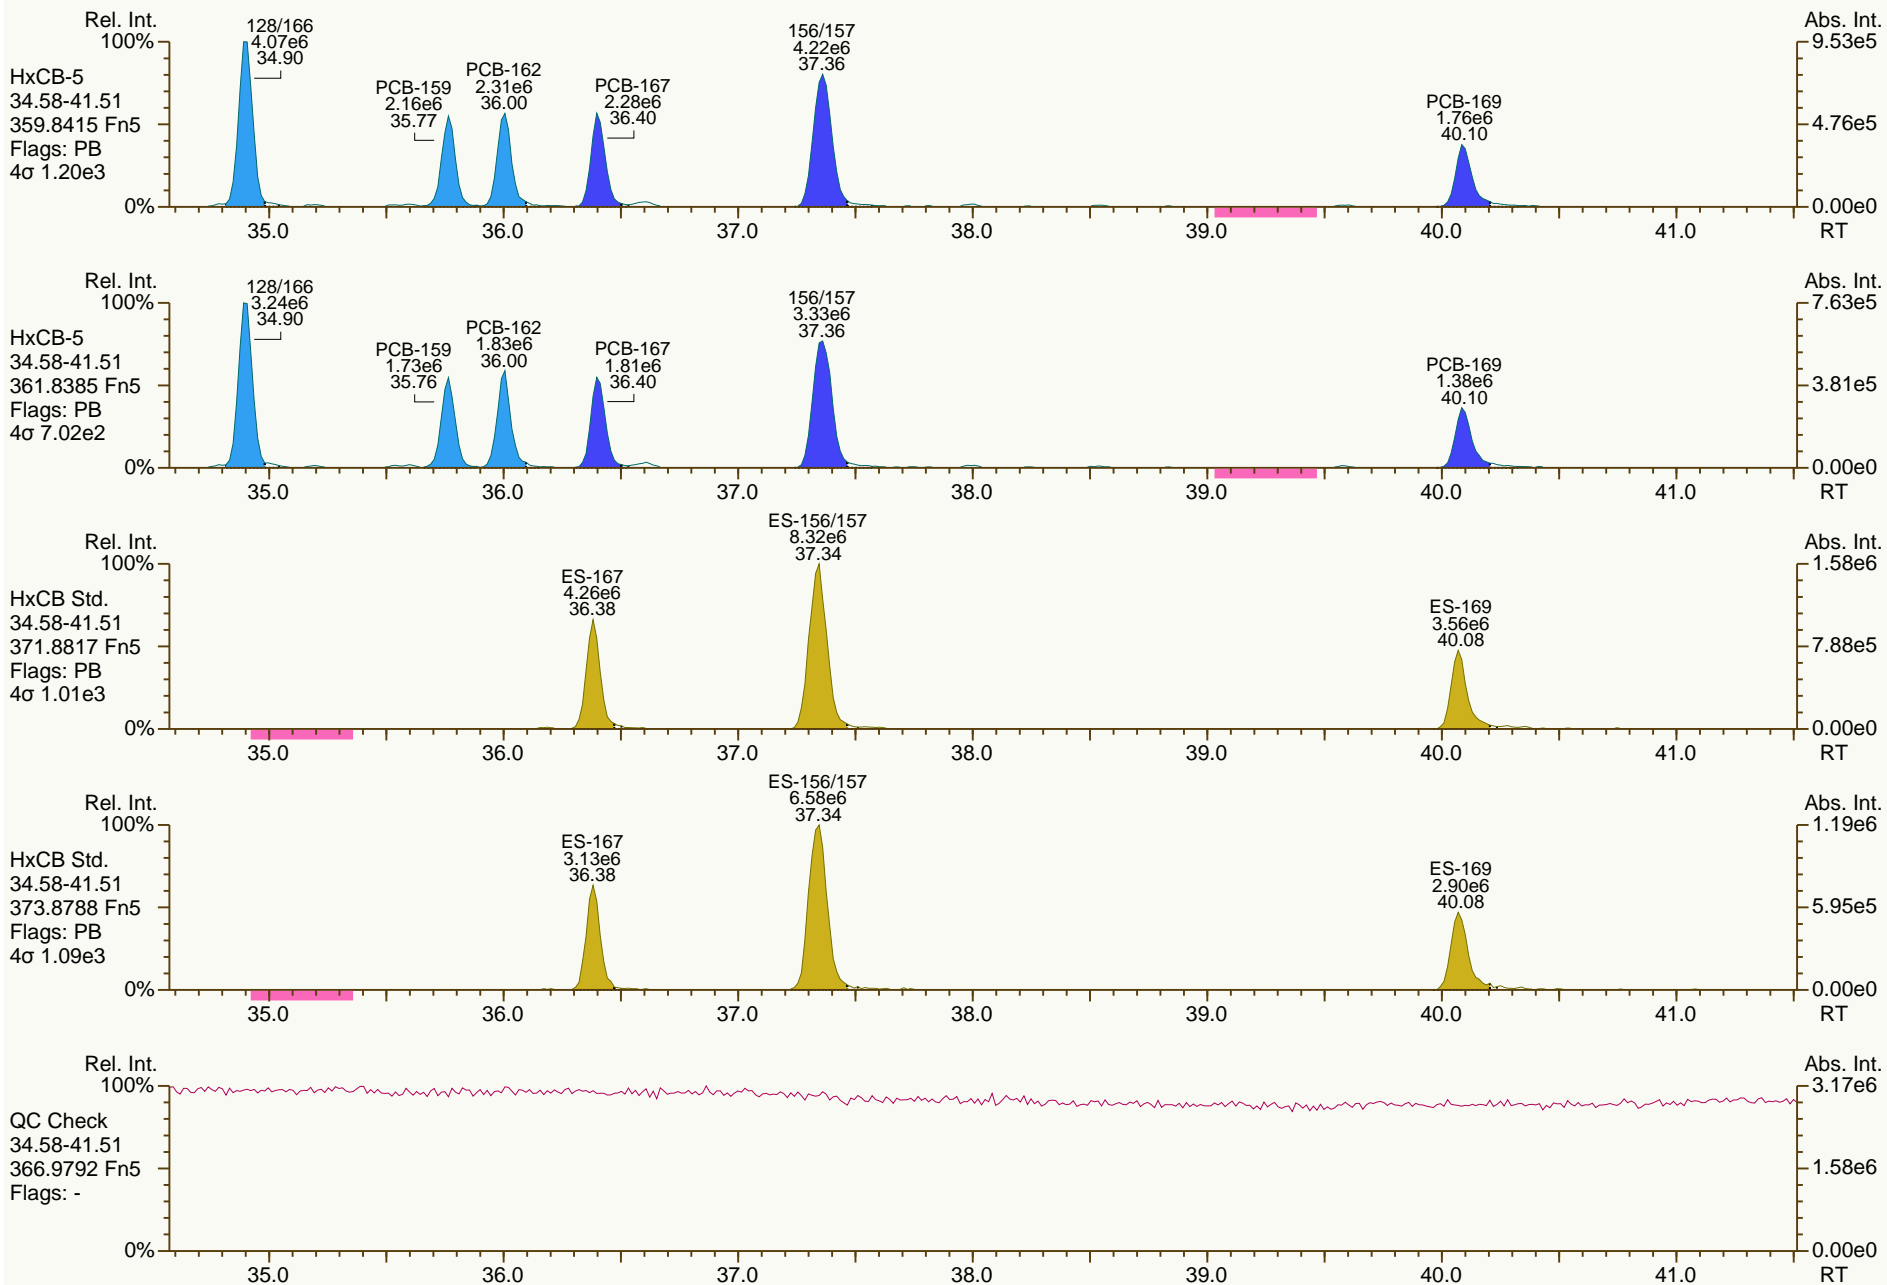 Rel. Int.
Abs. Int.
HxCB-5
34.58-41.51
359.8415 Fn5
Flags: PB
4σ 1.20e3
100%
50%
0%
128/166
4.07e6
34.90
PCB-159
2.16e6
35.77
PCB-162
2.31e6
36.00
PCB-167
2.28e6
36.40
156/157
4.22e6
37.36
PCB-169
1.76e6
40.10
9.53e5
4.76e5
0.00e0
35.0 36.0 37.0 38.0 39.0 40.0 41.0 RT
Rel. Int.
Abs. Int.
HxCB-5
34.58-41.51
361.8385 Fn5
Flags: PB
4σ 7.02e2
100%
50%
0%
128/166
3.24e6
34.90
PCB-159
1.73e6
35.76
PCB-162
1.83e6
36.00
PCB-167
1.81e6
36.40
156/157
3.33e6
37.36
PCB-169
1.38e6
40.10
7.63e5
3.81e5
0.00e0
35.0 36.0 37.0 38.0 39.0 40.0 41.0 RT
Rel. Int.
Abs. Int.
HxCB Std.
34.58-41.51
371.8817 Fn5
Flags: PB
4σ 1.01e3
100%
0%
ES-167
4.26e6
36.38
ES-156/157
8.32e6
37.34
ES-169
3.56e6
40.08
1.58e6
7.88e5
0.00e0
35.0 36.0 37.0 38.0 39.0 40.0 41.0 RT
Rel. Int.
Abs. Int.
HxCB Std.
34.58-41.51
373.8788 Fn5
Flags: PB
4σ 1.09e3
100%
0%
ES-167
3.13e6
36.38
ES-156/157
6.58e6
37.34
ES-169
2.90e6
40.08
1.19e6
5.95e5
0.00e0
35.0 36.0 37.0 38.0 39.0 40.0 41.0 RT
Rel. Int.
Abs. Int.
QC Check
34.58-41.51
366.9792 Fn5
Flags: -
100%
0%
3.17e6
1.58e6
0.00e0
35.0 36.0 37.0 38.0 39.0 40.0 41.0 RT